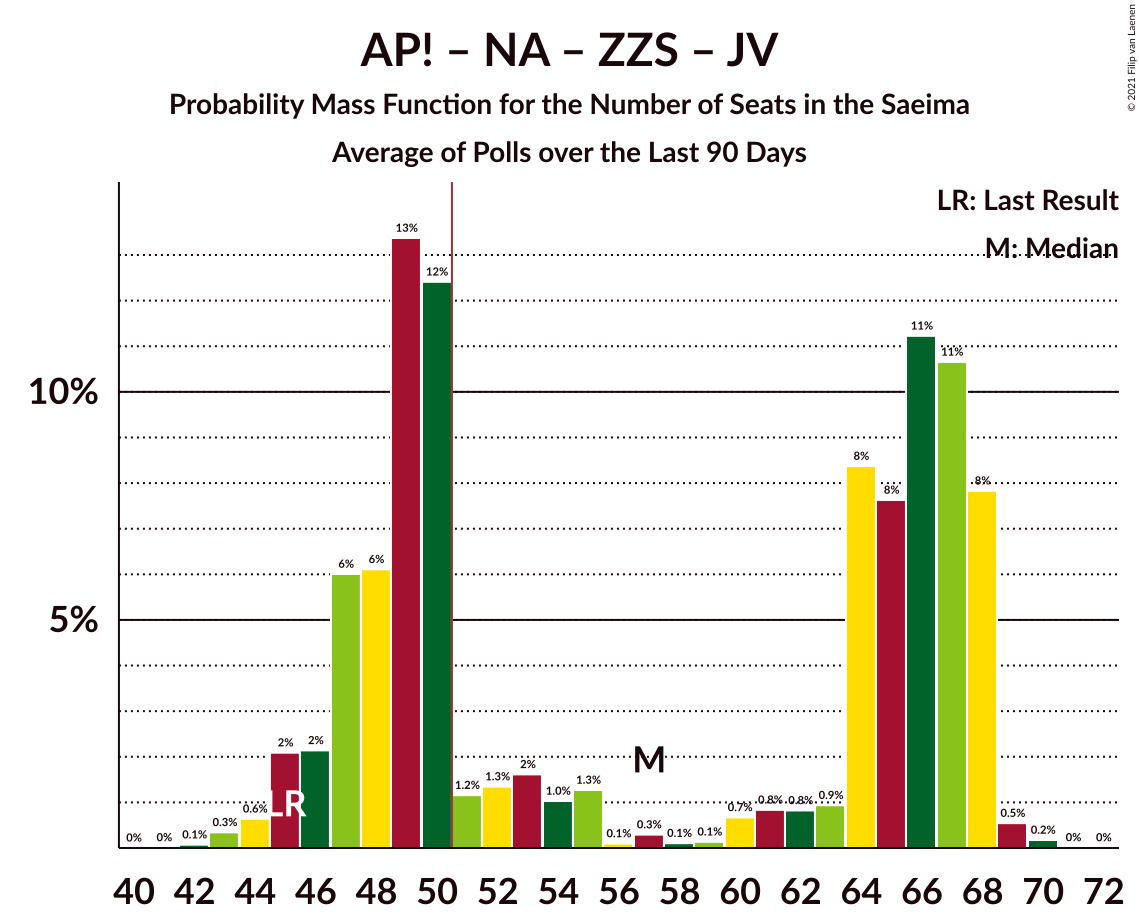 AP! – NA – ZZS – JV
Probability Mass Function for the Number of Seats in the Saeima
Average of Polls over the Last 90 Days
© 2021 Filip van Laenen
LR: Last Result
M: Median
10%
5%
0% 0% 0.1% 0.3% 0.6% 2% 2% 6% 6% 13% 12% 1.2% 1.3% 2% 1.0% 1.3% 0.1% 0.3% 0.1% 0.1% 0.7% 0.8% 0.8% 0.9% 8% 8% 11% 11% 8% 0.5% 0.2% 0% 0%
LR
M
40 42 44 46 48 50 52 54 56 58 60 62 64 66 68 70 72